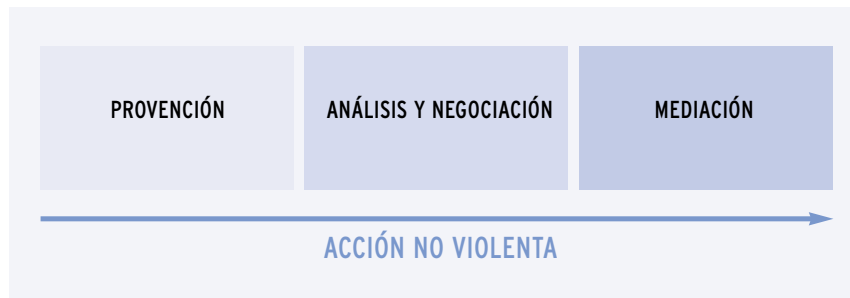 PROVENCIÓN
ANÁLISIS Y NEGOCIACIÓN
MEDIACIÓN
ACCIÓN NO VIOLENTA